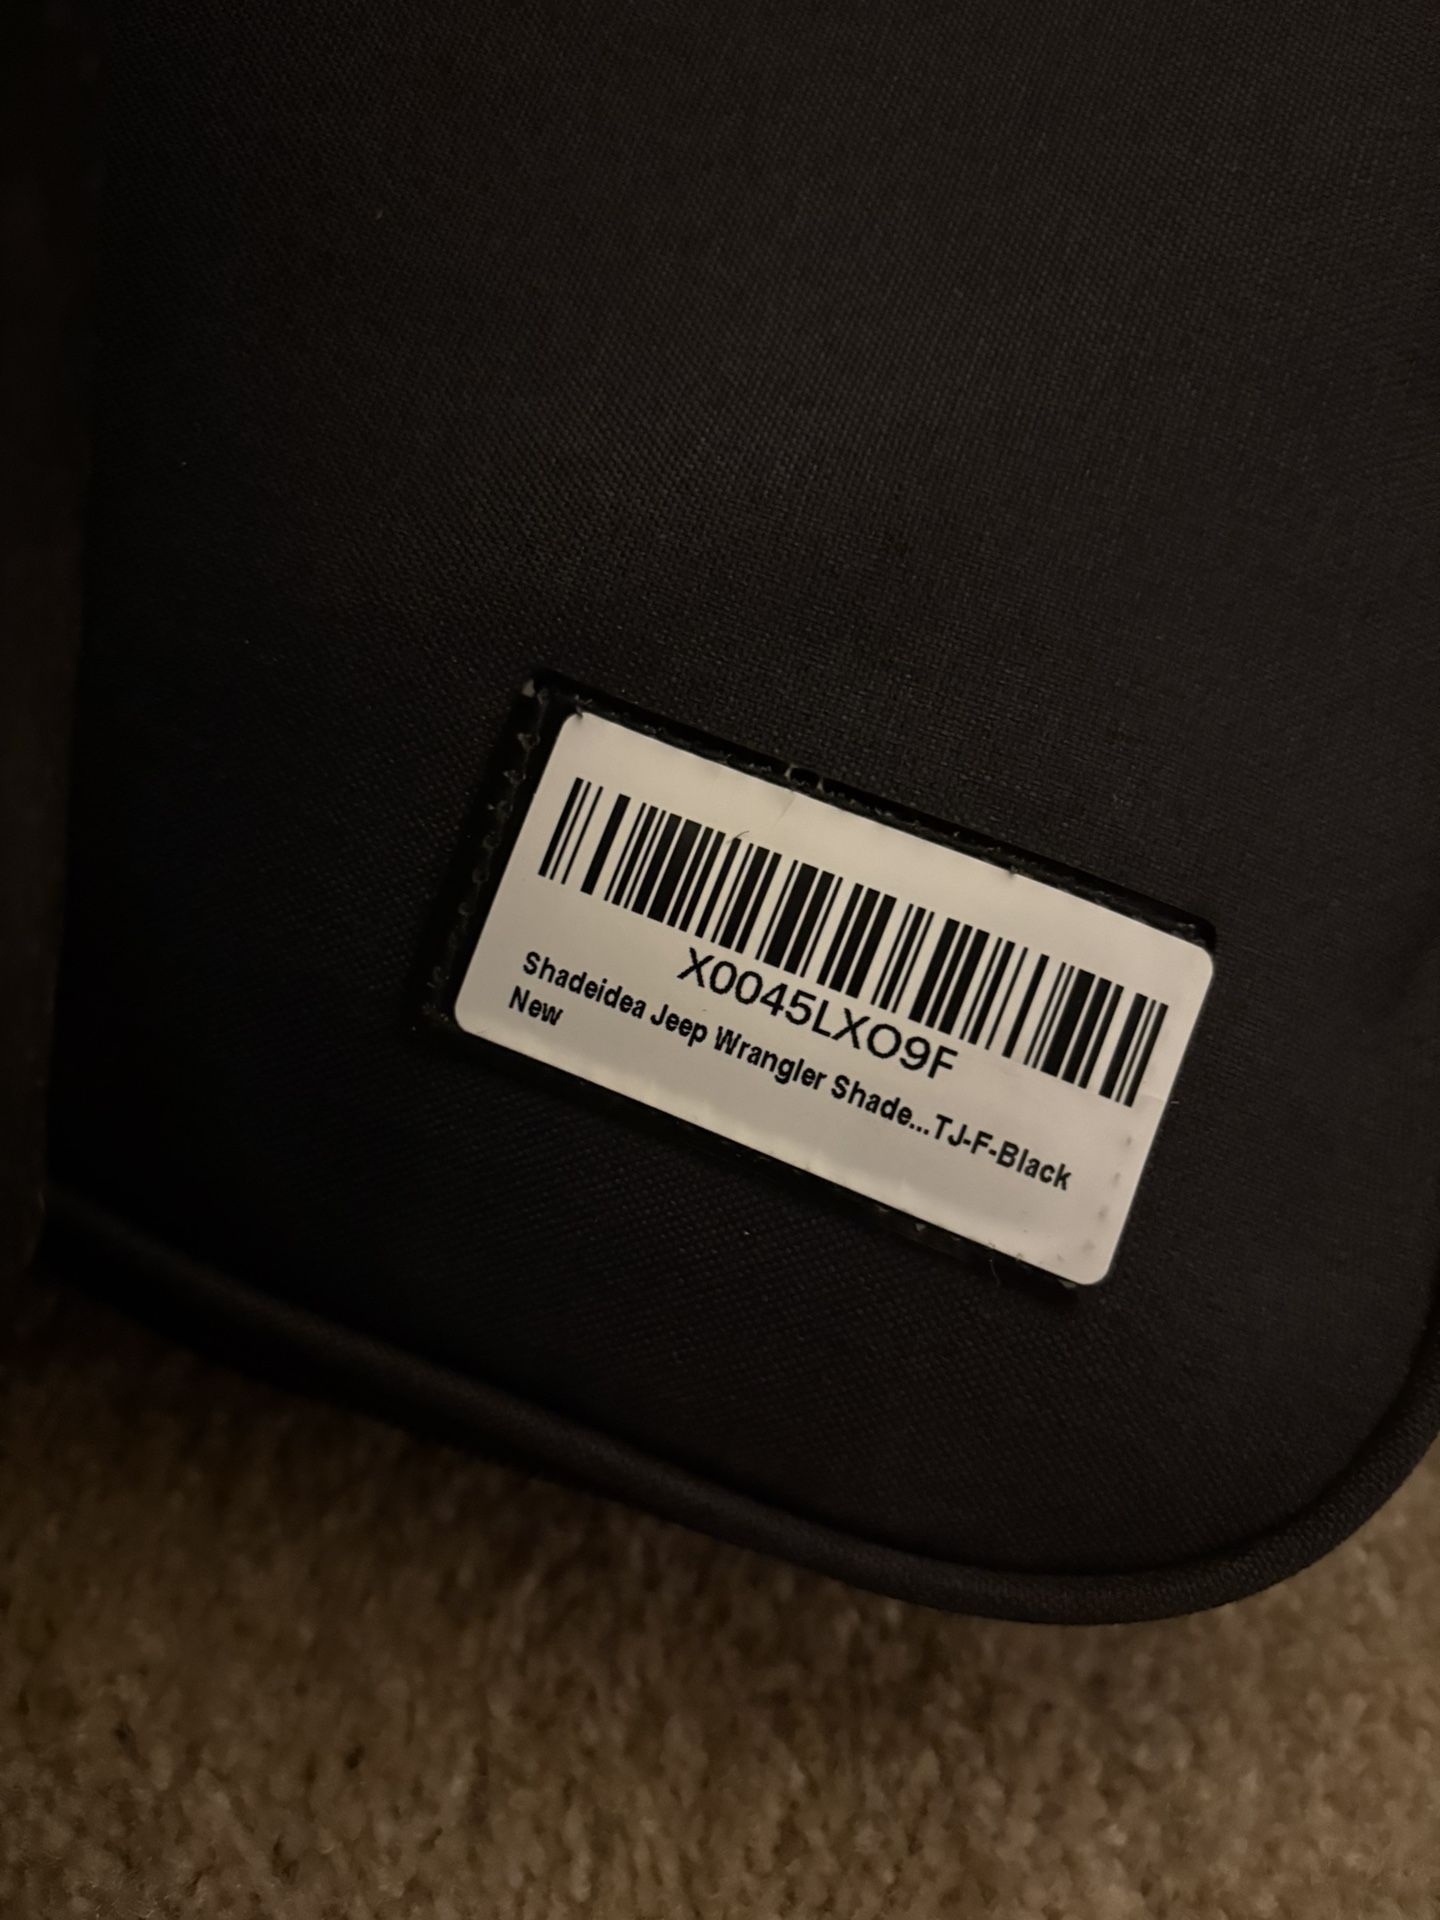 X0045LXO9F
Shadeidea Jeep Wrangler Shade...TJ-F-Black
New